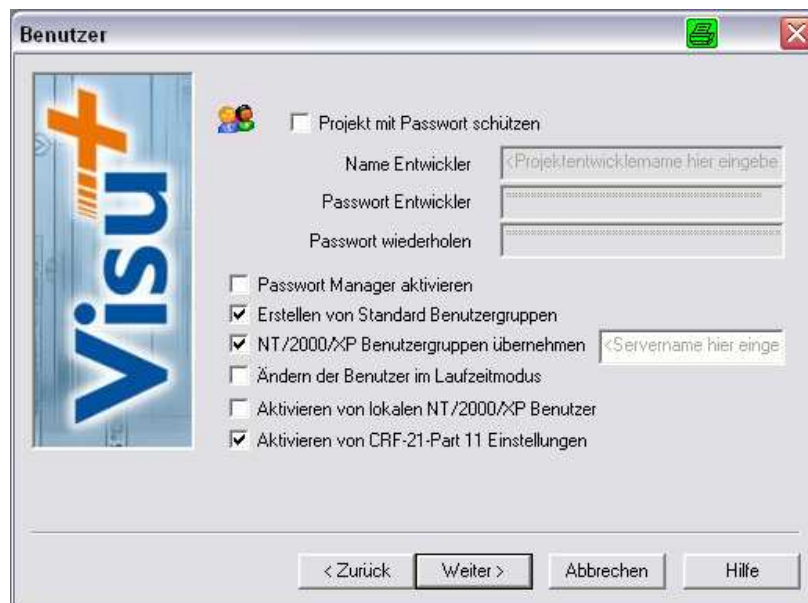 Benutzer
Visu+
Projekt mit Passwort schützen
Name Entwickler
<Projektentwicklername hier eingebe
Passwort Entwickler
Passwort wiederholen
Passwort Manager aktivieren
Erstellen von Standard Benutzergruppen
NT/2000/XP Benutzergruppen übernehmen
<Servername hier einge
Ändern der Benutzer im Laufzeitmodus
Aktivieren von lokalen NT/2000/XP Benutzer
Aktivieren von CRF-21-Part 11 Einstellungen
< Zurück
Weiter >
Abbrechen
Hilfe